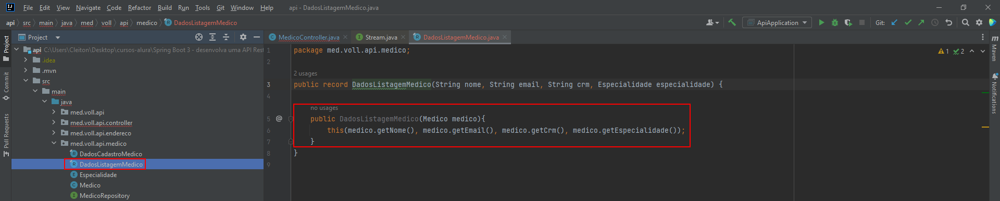 File Edit View Navigate Code Refactor Build Run Tools Git Window Help api - DadosListagemMedico.java
api src main java med voll api medico DadosListagemMedico ApiApplication Git:
Project
MedicoController.java Stream.java DadosListagemMedico.java
api C:\Users\Cleiton\Desktop\cursos-alura\Spring Boot 3 - desenvolva uma API Rest
.idea
.mvn
src
main
java
med.voll.api
med.voll.api.controller
med.voll.api.endereco
med.voll.api.medico
DadosCadastroMedico
DadosListagemMedico
Especialidade
Medico
MedicoRepository
1 package med.voll.api.medico;
2
2 usages
3 public record DadosListagemMedico(String nome, String email, String crm, Especialidade especialidade) {
4
no usages
5 @ public DadosListagemMedico(Medico medico){
6 this(medico.getNome(), medico.getEmail(), medico.getCrm(), medico.getEspecialidade());
7 }
8 }
9
1 2
Project
Commit
Pull Requests
m
Maven
Notifications